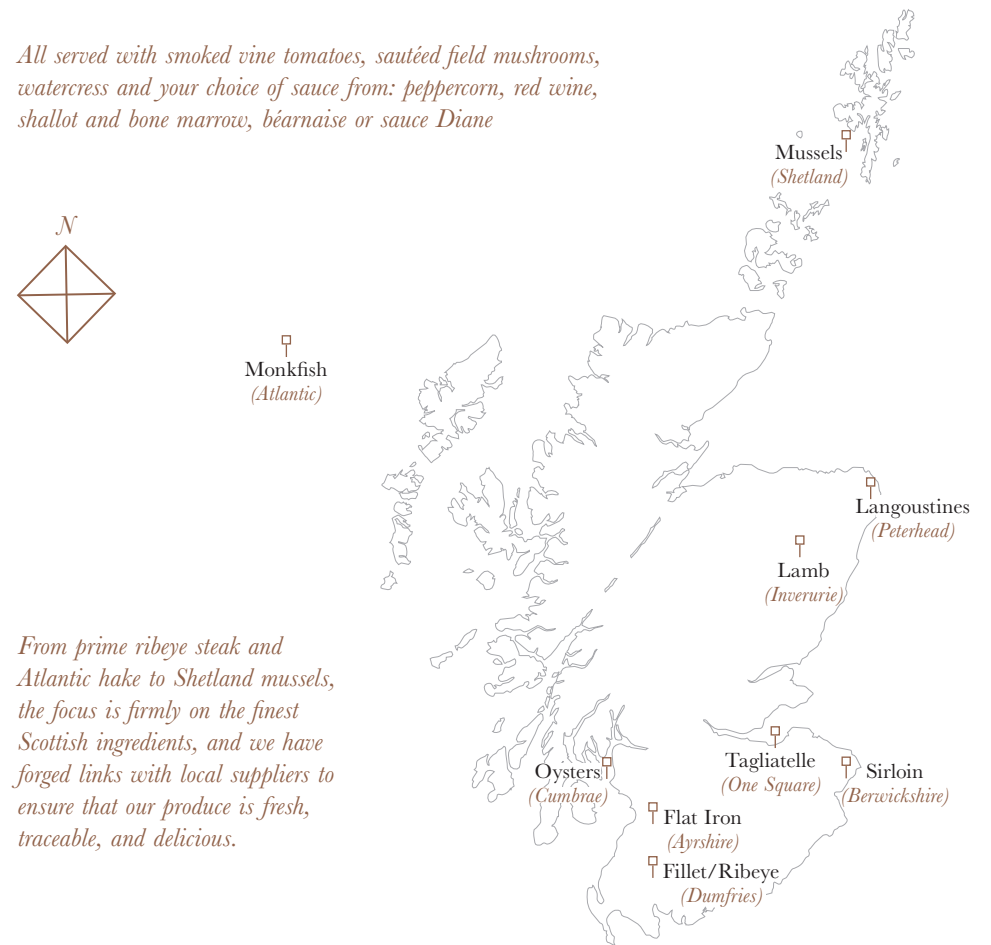 All served with smoked vine tomatoes, sautéed field mushrooms,
watercress and your choice of sauce from: peppercorn, red wine,
shallot and bone marrow, béarnaise or sauce Diane
Mussels
(Shetland)
N
Monkfish
(Atlantic)
Langoustines
(Peterhead)
Lamb
(Inverurie)
From prime ribeye steak and
Atlantic hake to Shetland mussels,
the focus is firmly on the finest
Scottish ingredients, and we have
forged links with local suppliers to
ensure that our produce is fresh,
traceable, and delicious.
Oysters
(Cumbrae)
Tagliatelle
(One Square)
Sirloin
(Berwickshire)
Flat Iron
(Ayrshire)
Fillet/Ribeye
(Dumfries)